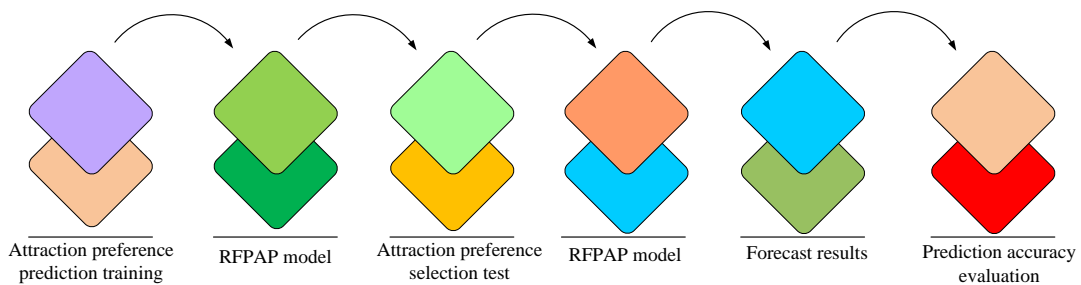 Attraction preference
prediction training
RFPAP model
Attraction preference
selection test
RFPAP model
Forecast results
Prediction accuracy
evaluation